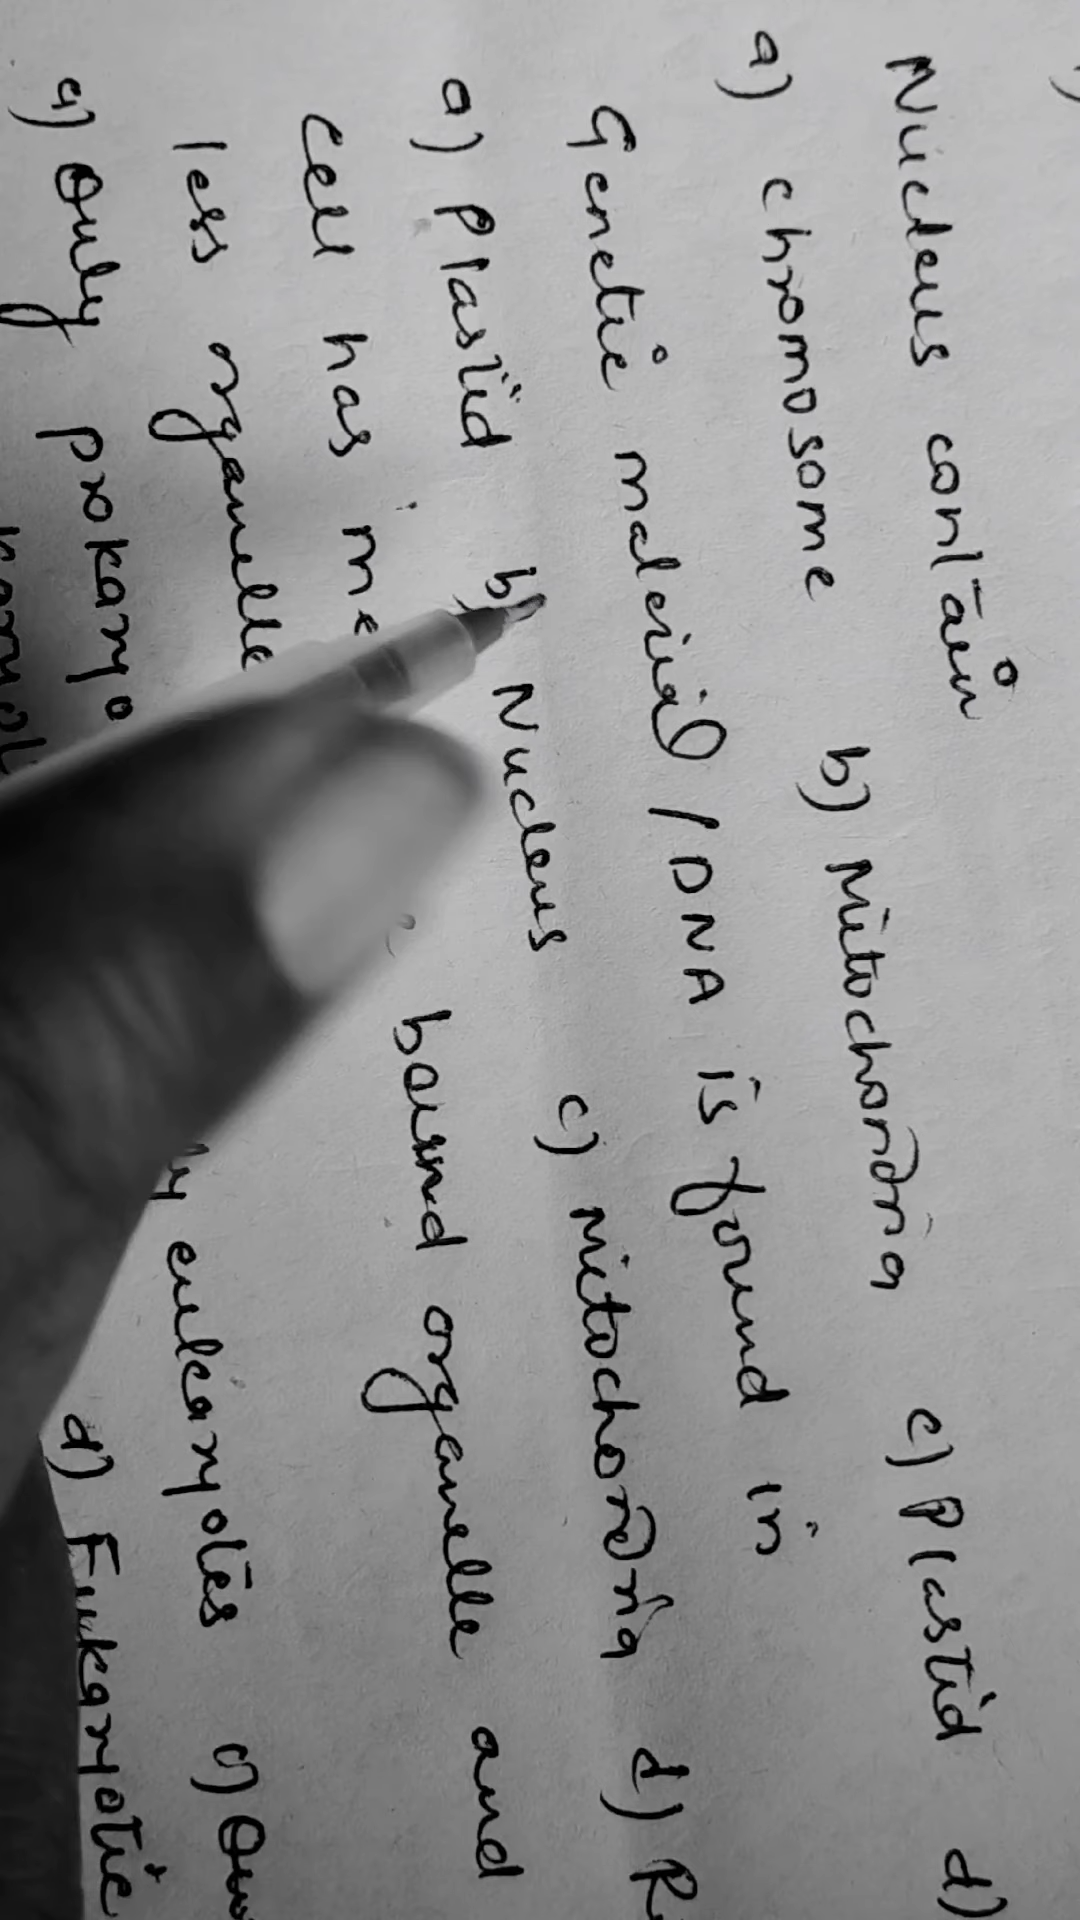 Nucleus contain
a) chromosome b) Mitochondria c) Plastid d)
Genetic material / DNA is found in
a) Plastid b) Nucleus c) Mitochondria d)
Cell has bound organelle and
less organelle
a) Only prokaryo eukaryotes c)
d) Eukaryotic